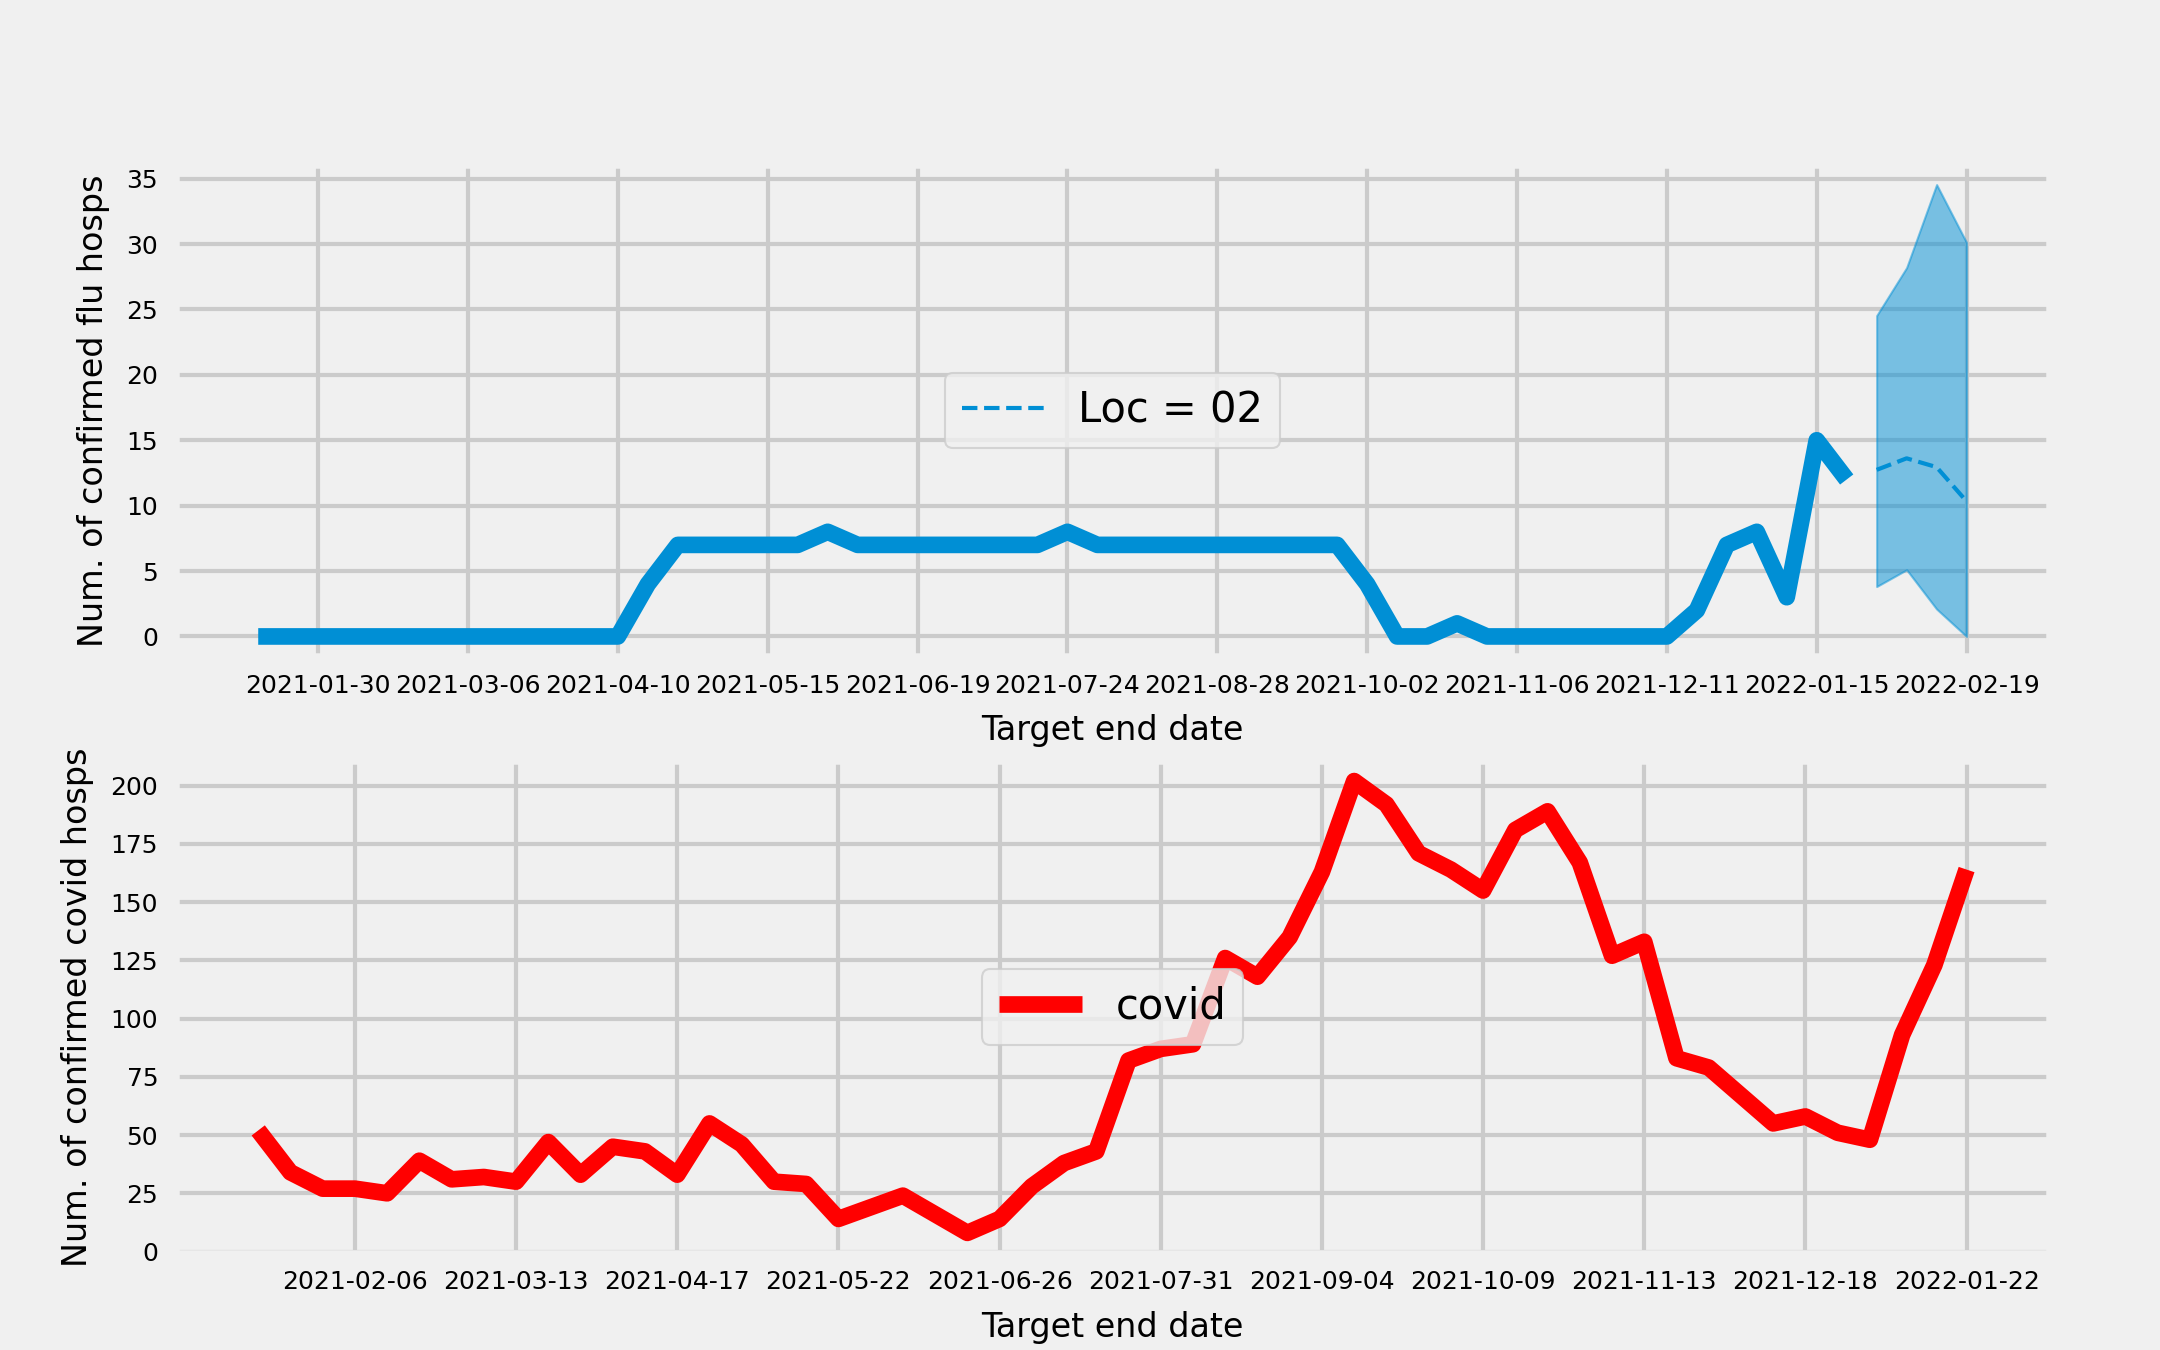 Num. of confirmed flu hosps
35
30
25
20
15
10
5
0
Loc = 02
2021-01-30 2021-03-06 2021-04-10 2021-05-15 2021-06-19 2021-07-24 2021-08-28 2021-10-02 2021-11-06 2021-12-11 2022-01-15 2022-02-19
Target end date
Num. of confirmed covid hosps
200
175
150
125
100
75
50
25
0
covid
2021-02-06 2021-03-13 2021-04-17 2021-05-22 2021-06-26 2021-07-31 2021-09-04 2021-10-09 2021-11-13 2021-12-18 2022-01-22
Target end date